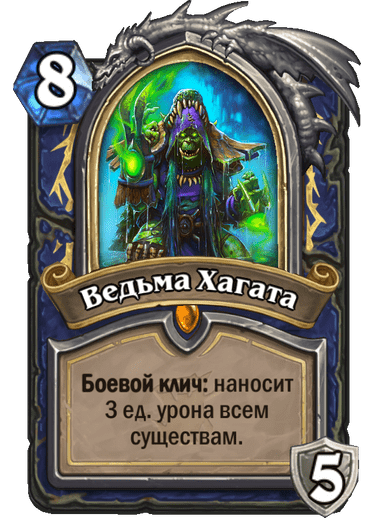 8
Ведьма Хагата
Боевой клич: наносит
3 ед. урона всем
существам.
5